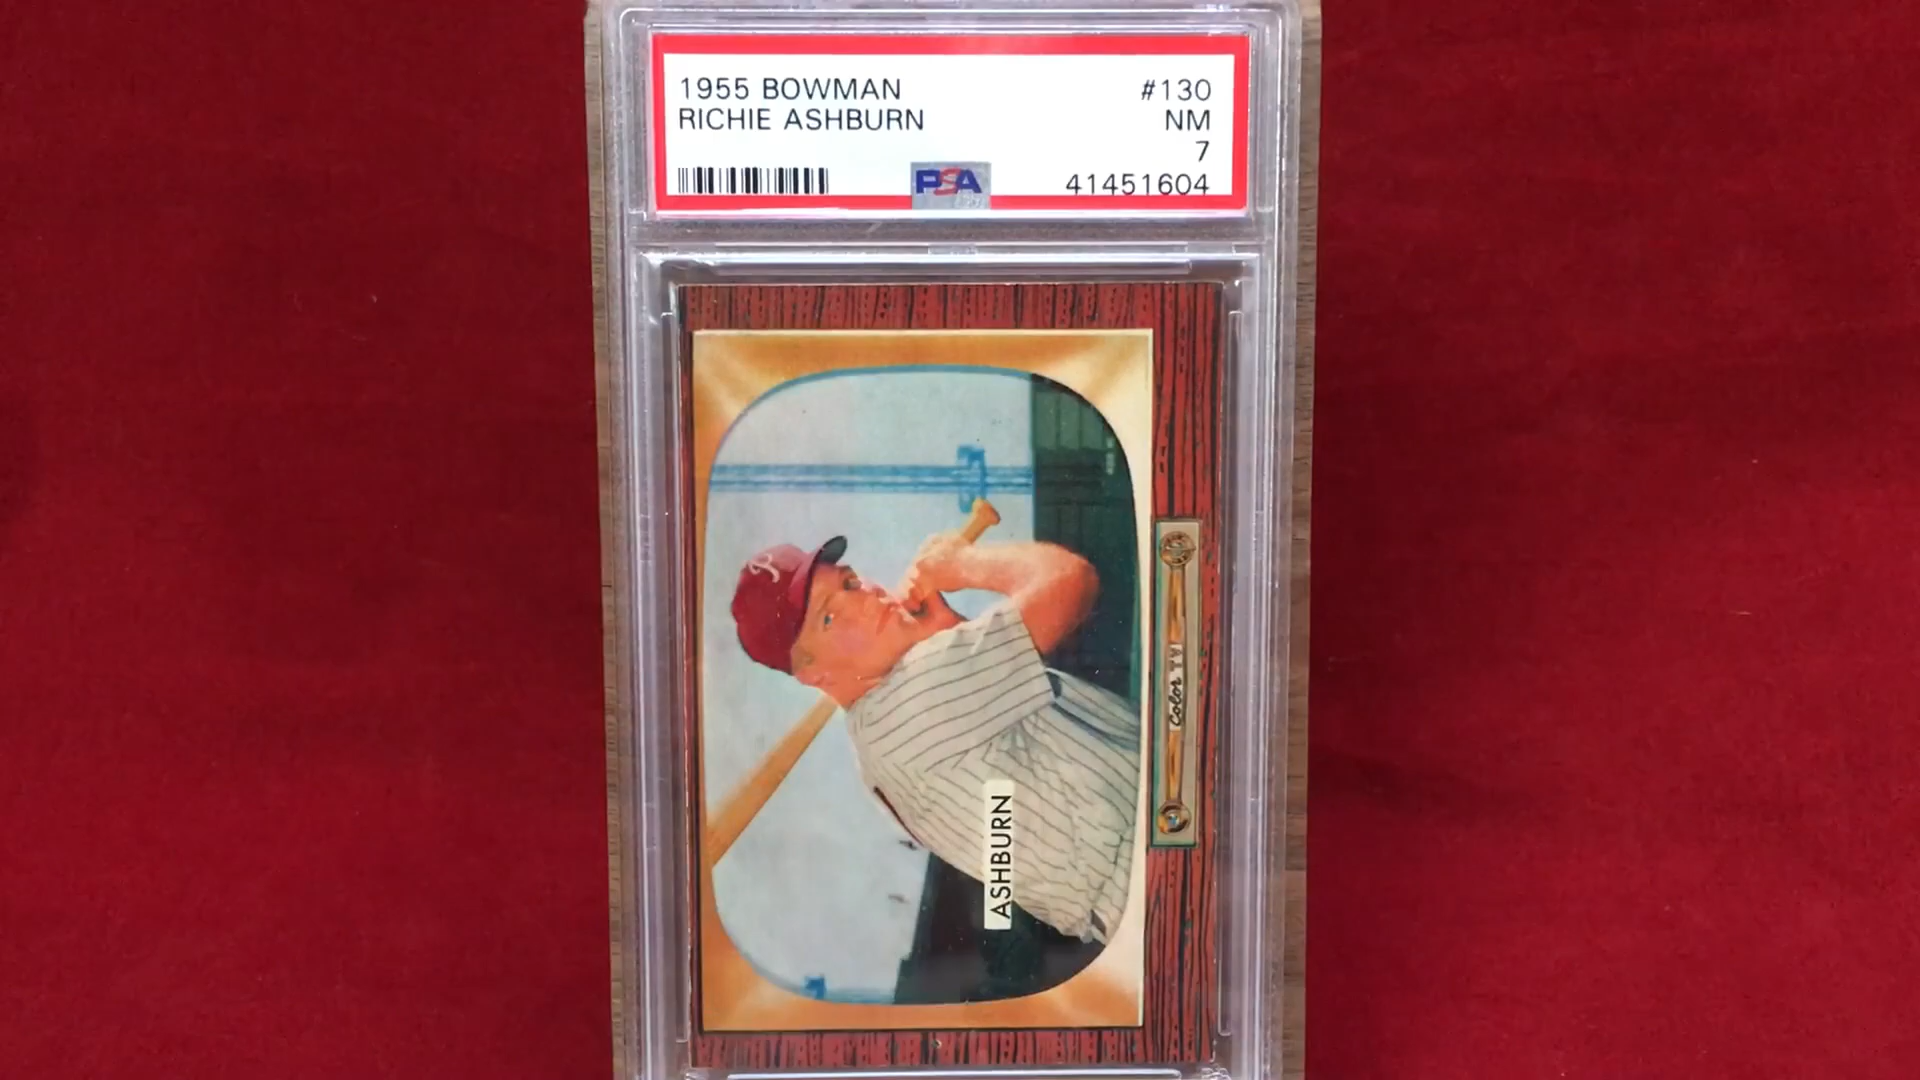 1955 BOWMAN #130
RICHIE ASHBURN NM
7
PSA 41451604
P
ASHBURN
Color TV